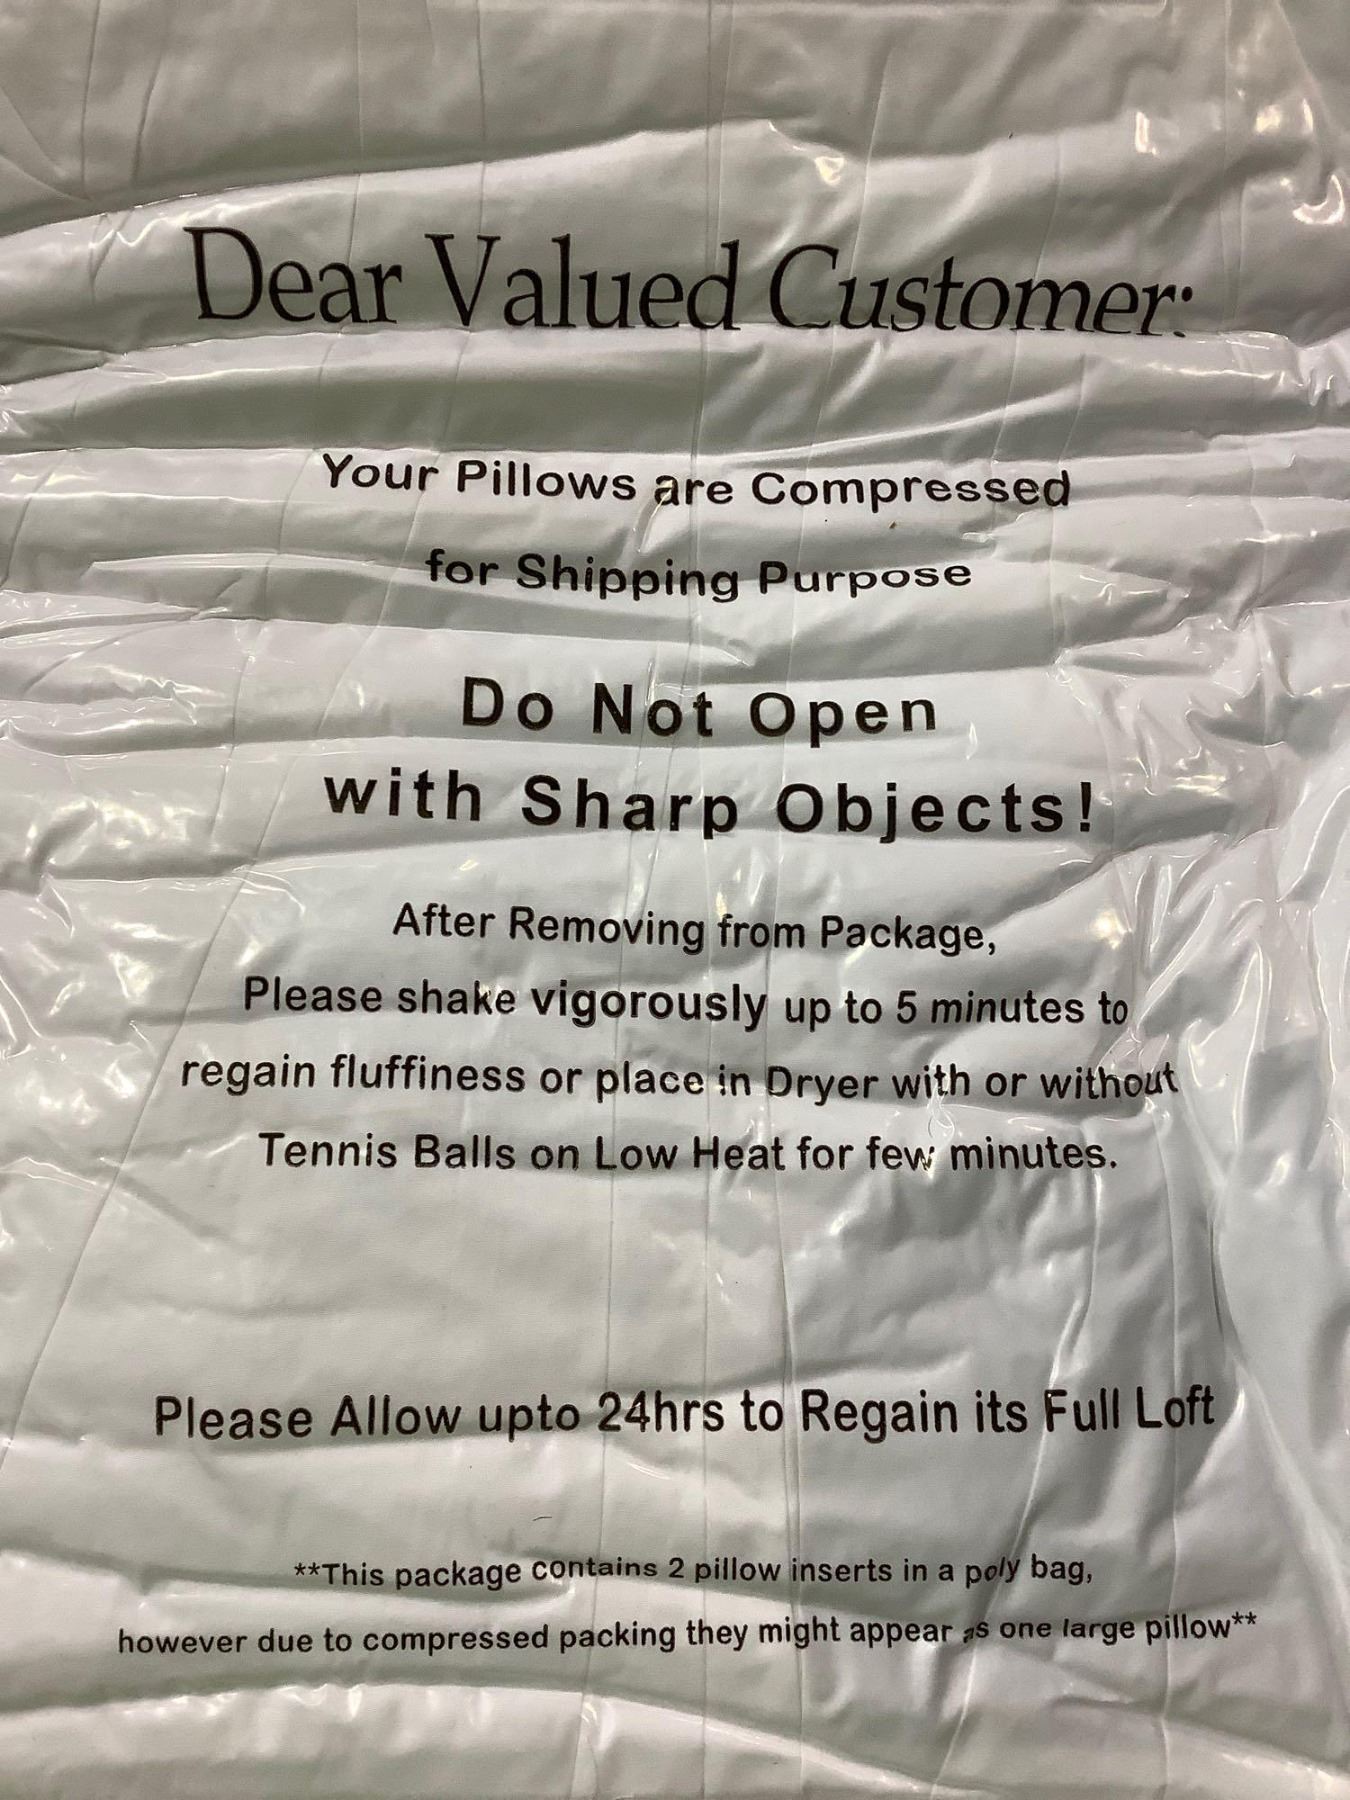 Dear Valued Customer:
Your Pillows are Compressed
for Shipping Purpose
Do Not Open
with Sharp Objects!
After Removing from Package,
Please shake vigorously up to 5 minutes to
regain fluffiness or place in Dryer with or without
Tennis Balls on Low Heat for few minutes.
Please Allow upto 24hrs to Regain its Full Loft
**This package contains 2 pillow inserts in a poly bag,
however due to compressed packing they might appear as one large pillow**